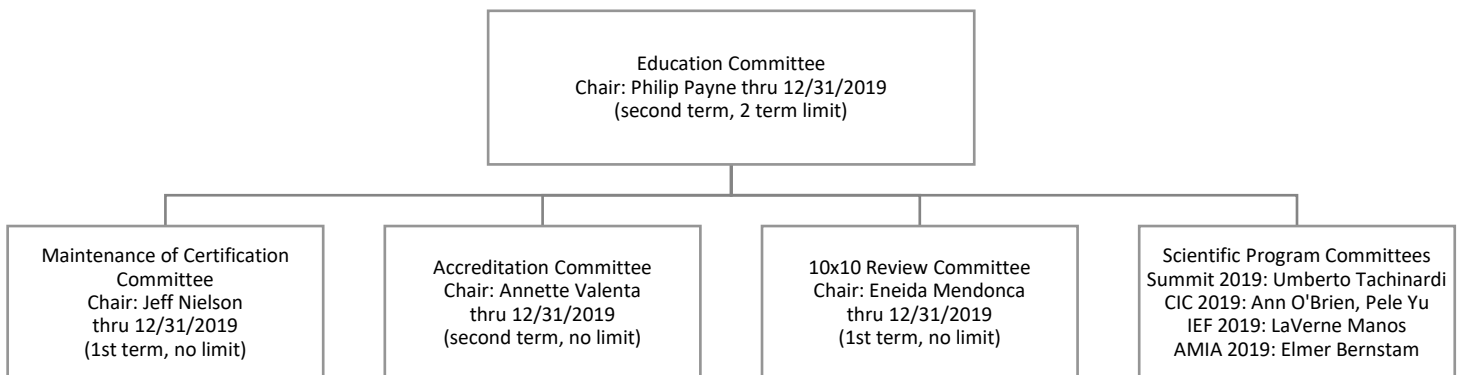 Education Committee
Chair: Philip Payne thru 12/31/2019
(second term, 2 term limit)
Maintenance of Certification
Committee
Chair: Jeff Nielson
thru 12/31/2019
(1st term, no limit)
Accreditation Committee
Chair: Annette Valenta
thru 12/31/2019
(second term, no limit)
10x10 Review Committee
Chair: Eneida Mendonca
thru 12/31/2019
(1st term, no limit)
Scientific Program Committees
Summit 2019: Umberto Tachinardi
CIC 2019: Ann O'Brien, Pele Yu
IEF 2019: LaVerne Manos
AMIA 2019: Elmer Bernstam